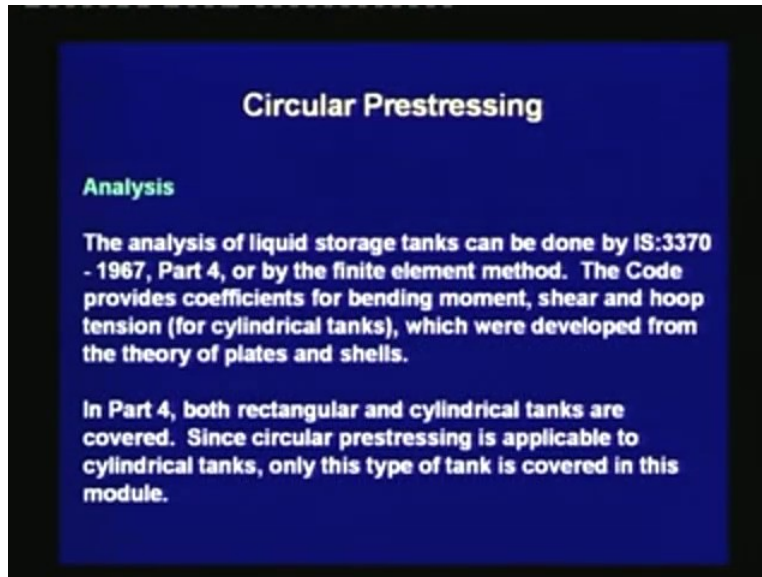 Circular Prestressing
Analysis
The analysis of liquid storage tanks can be done by IS:3370
- 1967, Part 4, or by the finite element method. The Code
provides coefficients for bending moment, shear and hoop
tension (for cylindrical tanks), which were developed from
the theory of plates and shells.
In Part 4, both rectangular and cylindrical tanks are
covered. Since circular prestressing is applicable to
cylindrical tanks, only this type of tank is covered in this
module.